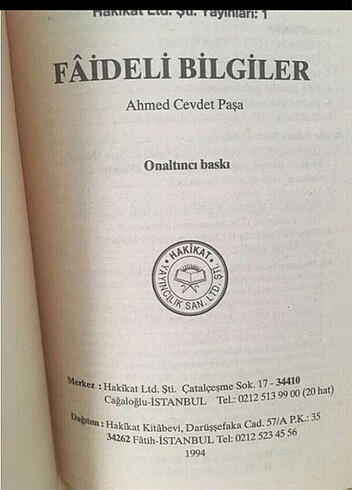 Hakîkat Ltd. Şti. Yayınları: 1
FÂİDELİ BİLGİLER
Ahmed Cevdet Paşa
Onaltıncı baskı
HAKİKAT
YAYINCILIK SAN. LTD. ŞTİ.
Merkez : Hakîkat Ltd. Şti. Çatalçeşme Sok. 17 - 34410
Cağaloğlu-İSTANBUL Tel.: 0212 513 99 00 (20 hat)
Dağıtım : Hakîkat Kitâbevi, Darüşşefaka Cad. 57/A P.K.: 35
34262 Fâtih-İSTANBUL Tel: 0212 523 45 56
1994